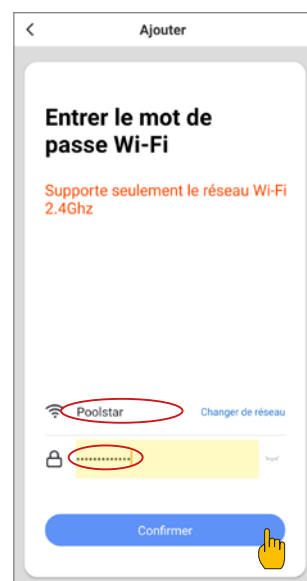 Ajouter
Entrer le mot de
passe Wi-Fi
Supporte seulement le réseau Wi-Fi
2.4Ghz
Poolstar
Changer de réseau
•••••••••••••
Confirmer